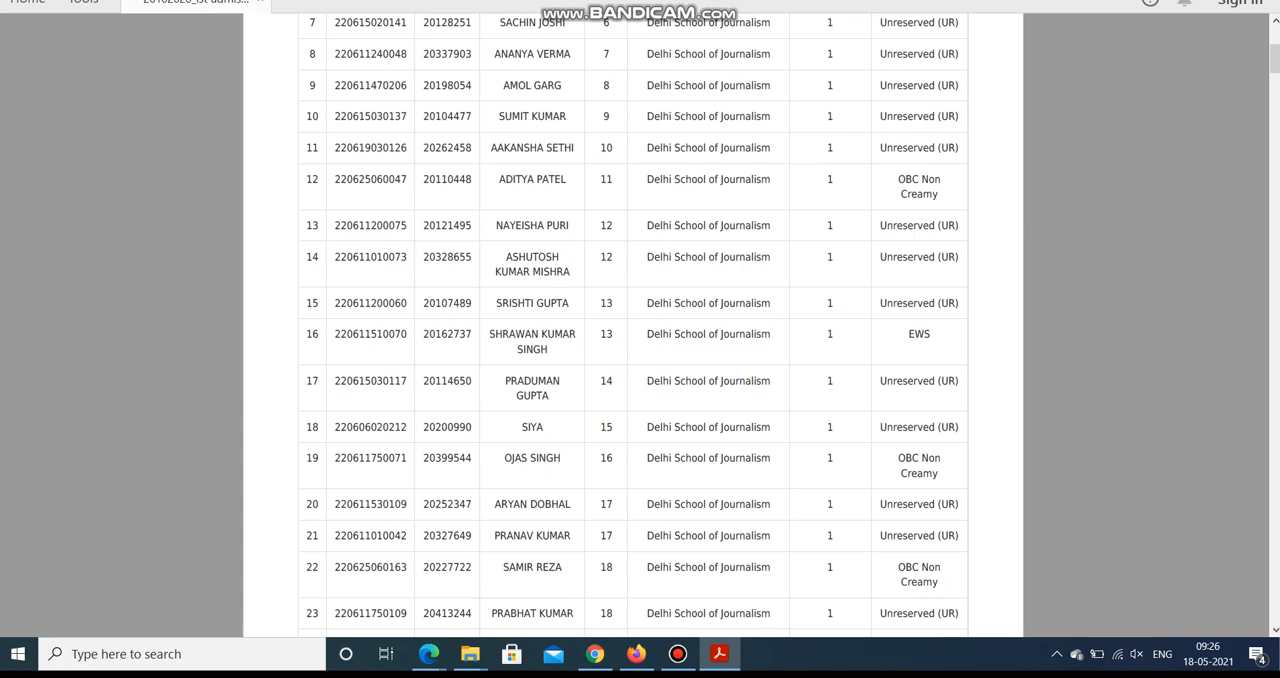 Home Tools 28102020_ist admis... Sign In
www.BANDICAM.com
7 220615020141 20128251 SACHIN JOSHI 6 Delhi School of Journalism 1 Unreserved (UR)
8 220611240048 20337903 ANANYA VERMA 7 Delhi School of Journalism 1 Unreserved (UR)
9 220611470206 20198054 AMOL GARG 8 Delhi School of Journalism 1 Unreserved (UR)
10 220615030137 20104477 SUMIT KUMAR 9 Delhi School of Journalism 1 Unreserved (UR)
11 220619030126 20262458 AAKANSHA SETHI 10 Delhi School of Journalism 1 Unreserved (UR)
12 220625060047 20110448 ADITYA PATEL 11 Delhi School of Journalism 1 OBC Non
Creamy
13 220611200075 20121495 NAYEISHA PURI 12 Delhi School of Journalism 1 Unreserved (UR)
14 220611010073 20328655 ASHUTOSH 12 Delhi School of Journalism 1 Unreserved (UR)
KUMAR MISHRA
15 220611200060 20107489 SRISHTI GUPTA 13 Delhi School of Journalism 1 Unreserved (UR)
16 220611510070 20162737 SHRAWAN KUMAR 13 Delhi School of Journalism 1 EWS
SINGH
17 220615030117 20114650 PRADUMAN 14 Delhi School of Journalism 1 Unreserved (UR)
GUPTA
18 220606020212 20200990 SIYA 15 Delhi School of Journalism 1 Unreserved (UR)
19 220611750071 20399544 OJAS SINGH 16 Delhi School of Journalism 1 OBC Non
Creamy
20 220611530109 20252347 ARYAN DOBHAL 17 Delhi School of Journalism 1 Unreserved (UR)
21 220611010042 20327649 PRANAV KUMAR 17 Delhi School of Journalism 1 Unreserved (UR)
22 220625060163 20227722 SAMIR REZA 18 Delhi School of Journalism 1 OBC Non
Creamy
23 220611750109 20413244 PRABHAT KUMAR 18 Delhi School of Journalism 1 Unreserved (UR)
Type here to search
ENG
09:26
18-05-2021
4